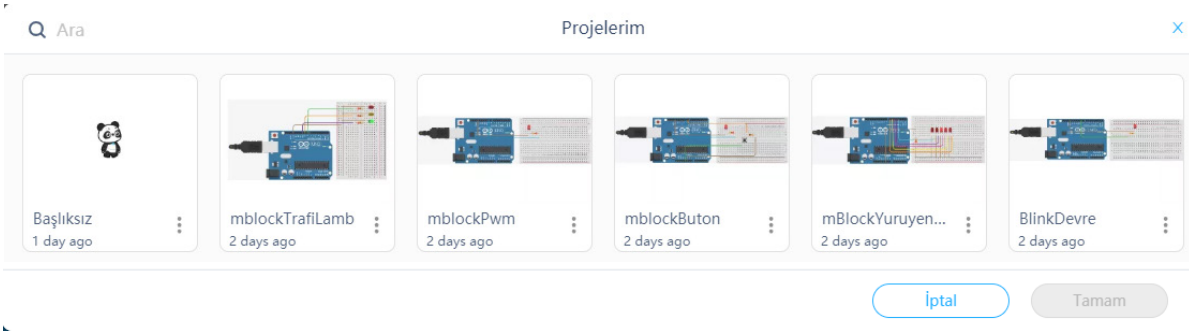 Ara
Projelerim
X
Başlıksız
1 day ago
mblockTrafiLamb
2 days ago
mblockPwm
2 days ago
mblockButon
2 days ago
mBlockYuruyen...
2 days ago
BlinkDevre
2 days ago
İptal
Tamam